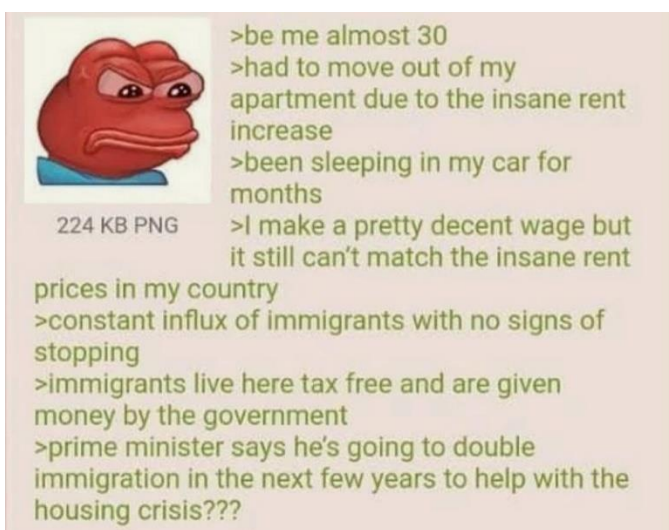 >be me almost 30
>had to move out of my
apartment due to the insane rent
increase
>been sleeping in my car for
months
224 KB PNG
>I make a pretty decent wage but
it still can't match the insane rent
prices in my country
>constant influx of immigrants with no signs of
stopping
>immigrants live here tax free and are given
money by the government
>prime minister says he's going to double
immigration in the next few years to help with the
housing crisis???